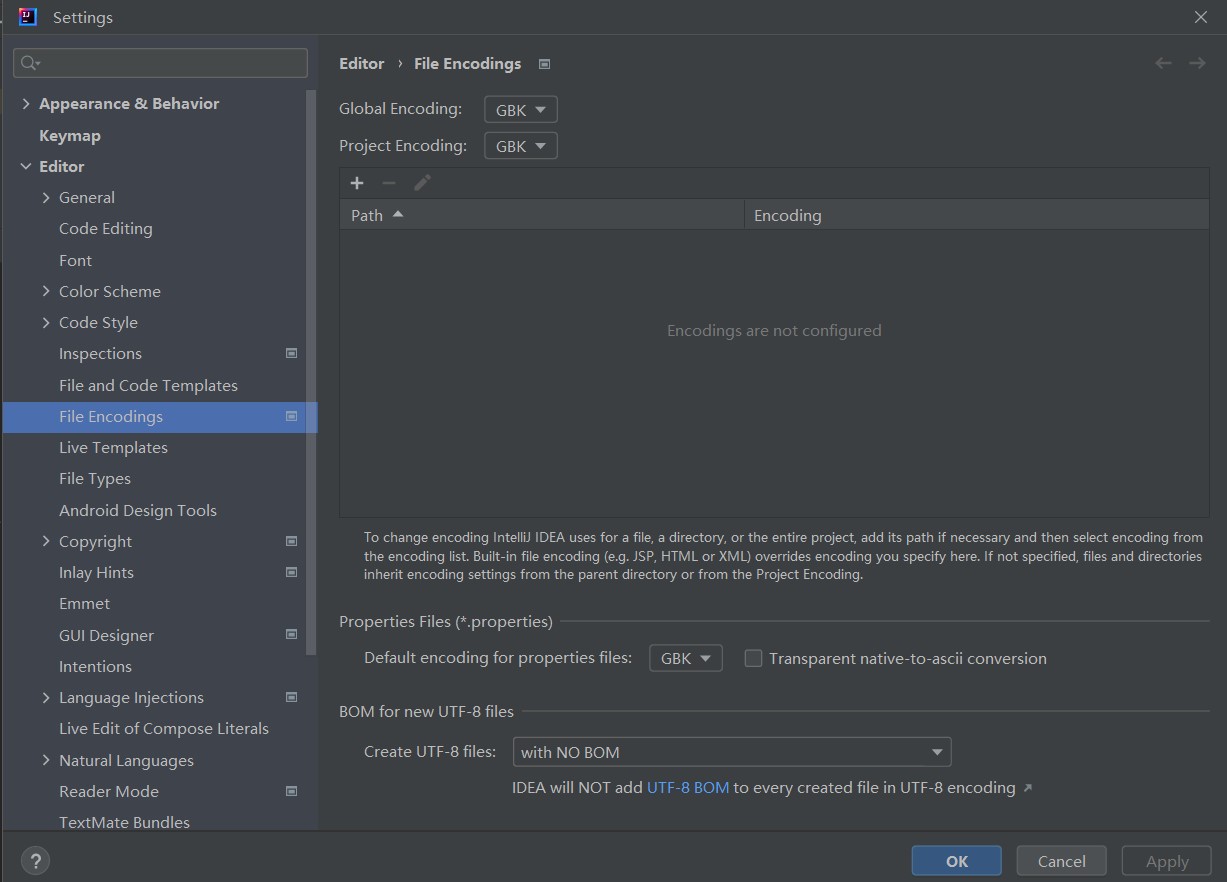 Settings
Appearance & Behavior
Keymap
Editor
General
Code Editing
Font
Color Scheme
Code Style
Inspections
File and Code Templates
File Encodings
Live Templates
File Types
Android Design Tools
Copyright
Inlay Hints
Emmet
GUI Designer
Intentions
Language Injections
Live Edit of Compose Literals
Natural Languages
Reader Mode
TextMate Bundles
Editor › File Encodings
Global Encoding: GBK
Project Encoding: GBK
Path Encoding
Encodings are not configured
To change encoding IntelliJ IDEA uses for a file, a directory, or the entire project, add its path if necessary and then select encoding from
the encoding list. Built-in file encoding (e.g. JSP, HTML or XML) overrides encoding you specify here. If not specified, files and directories
inherit encoding settings from the parent directory or from the Project Encoding.
Properties Files (*.properties)
Default encoding for properties files: GBK Transparent native-to-ascii conversion
BOM for new UTF-8 files
Create UTF-8 files: with NO BOM
IDEA will NOT add UTF-8 BOM to every created file in UTF-8 encoding ↗
? OK Cancel Apply